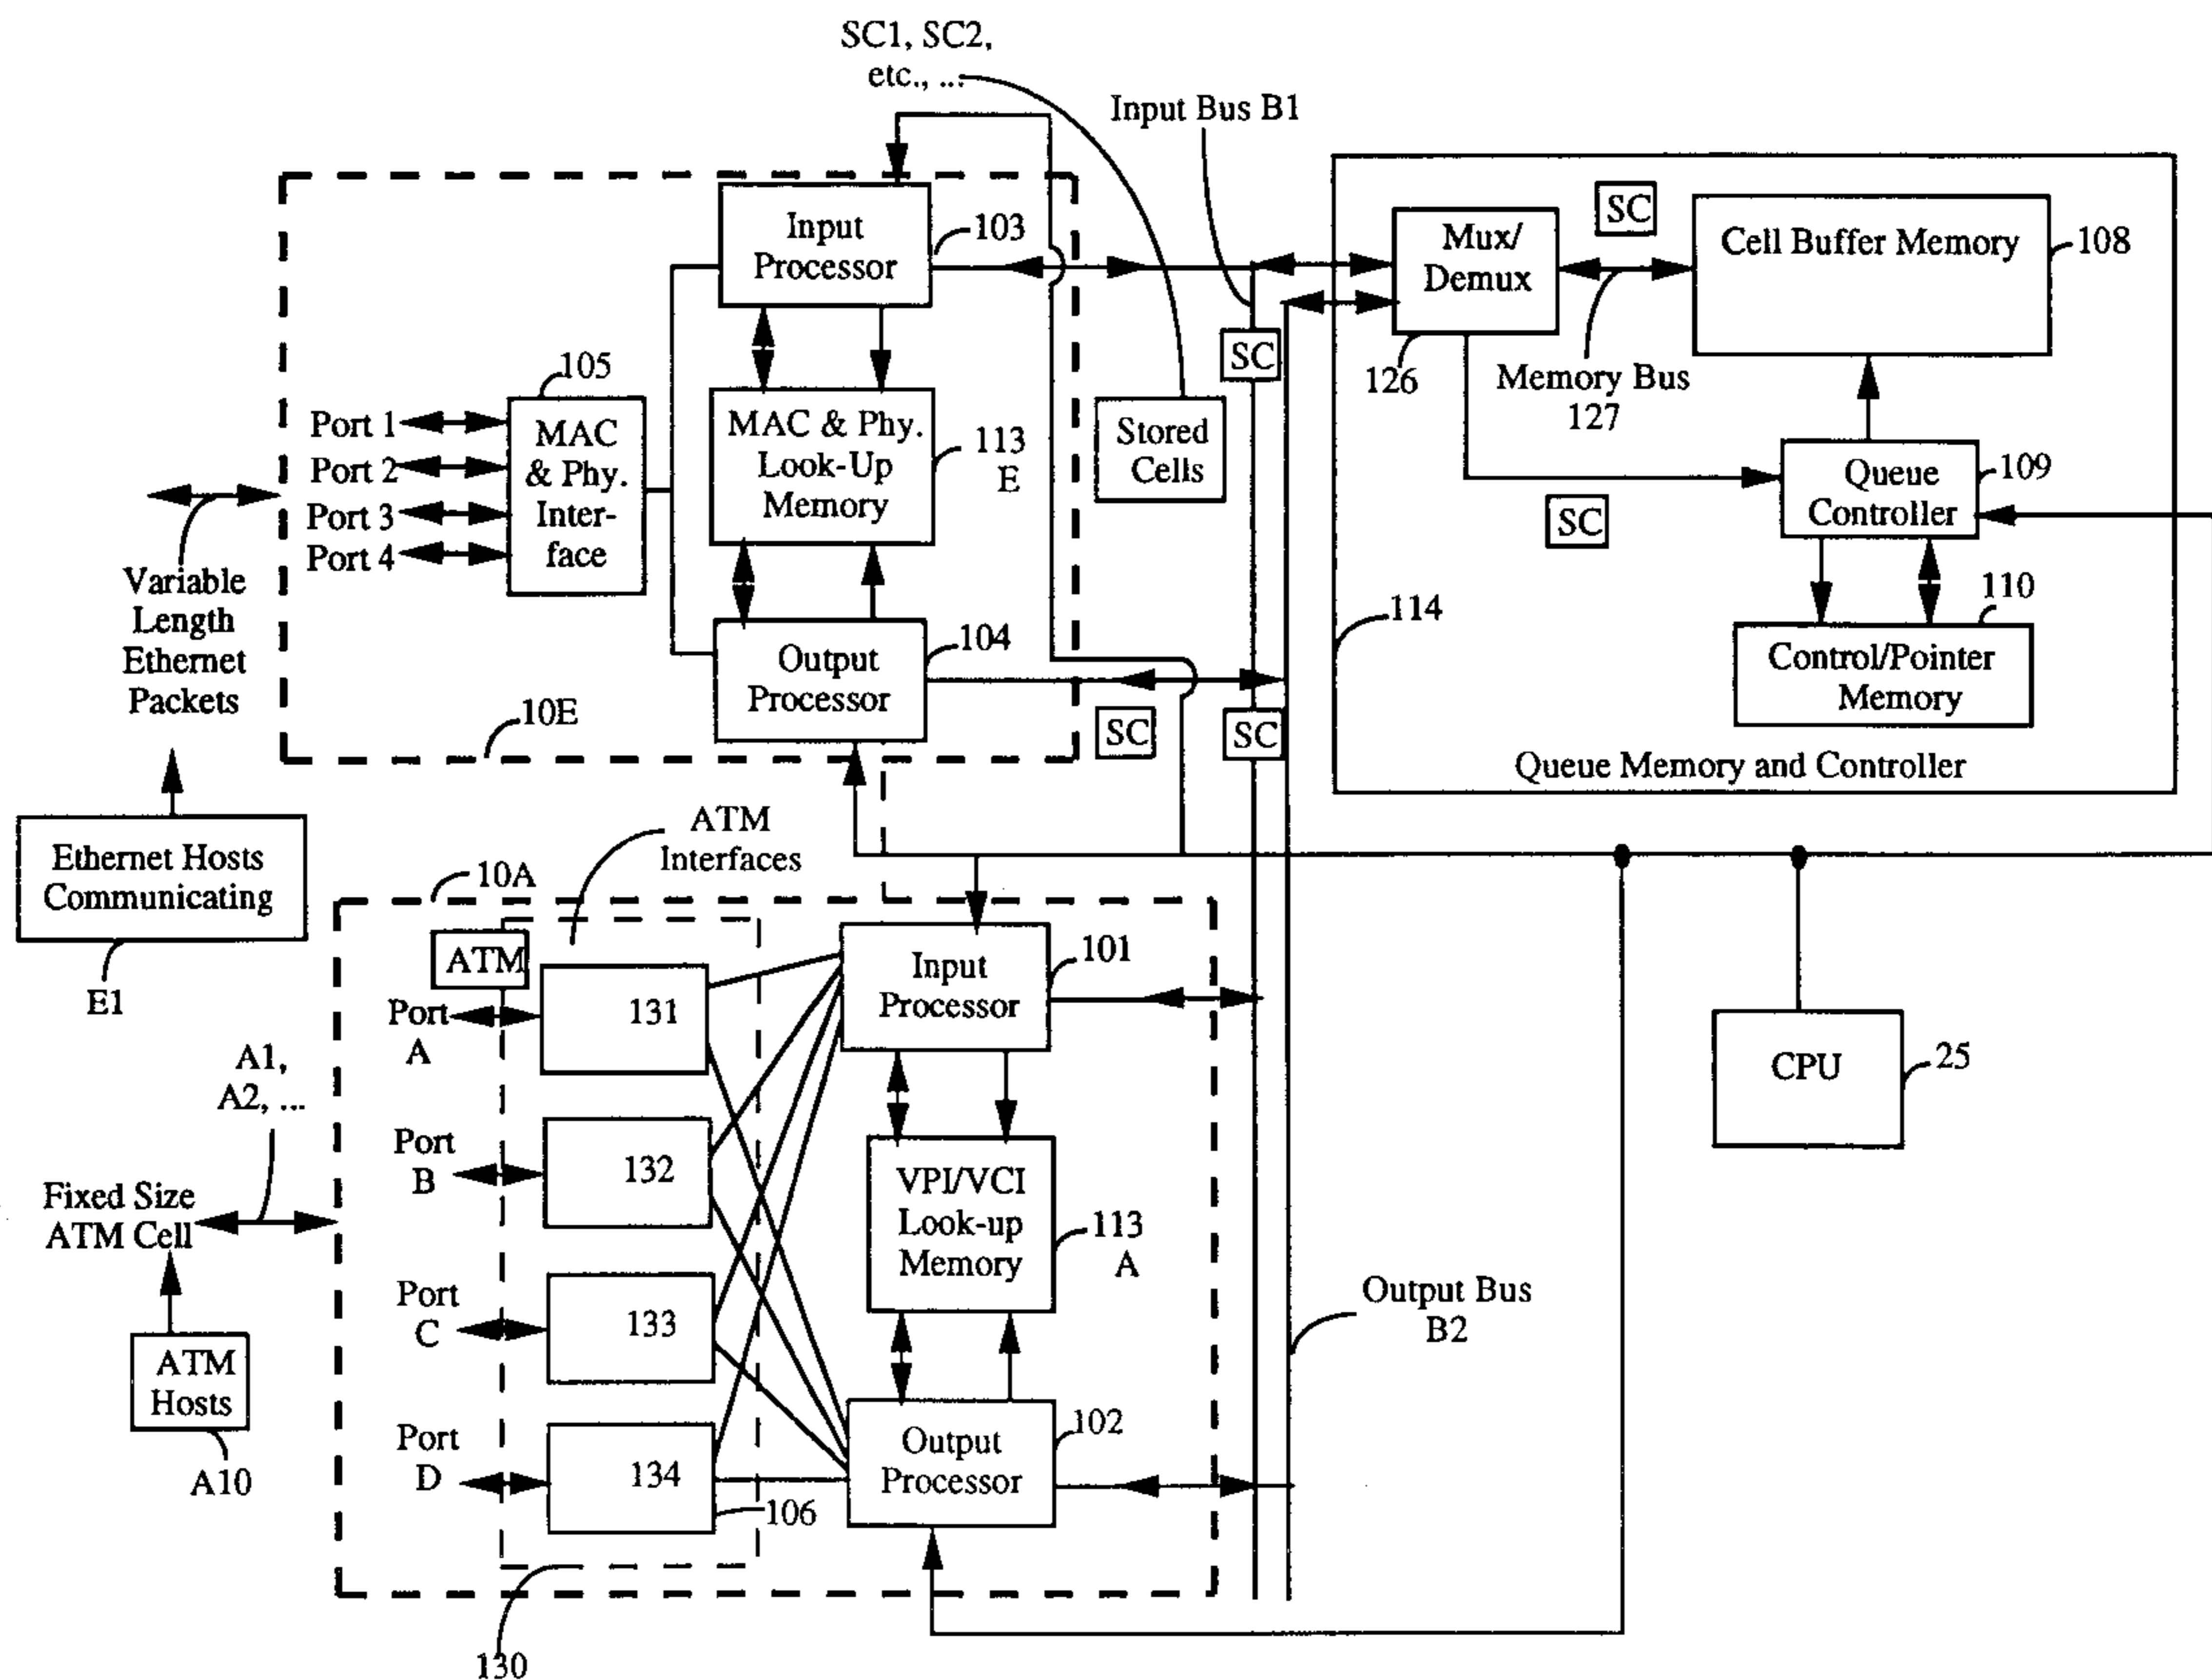 SC1, SC2,
etc., ...
Input Bus B1
Input
Processor
103
SC
Mux/
Demux
126
Cell Buffer Memory
108
Memory Bus
127
105
Port 1
Port 2
Port 3
Port 4
MAC
& Phy.
Inter-
face
MAC & Phy.
Look-Up
Memory
113
E
Stored
Cells
SC
SC
Queue
Controller
109
110
Control/Pointer
Memory
114
Queue Memory and Controller
Variable
Length
Ethernet
Packets
Output
Processor
104
10E
SC
SC
Ethernet Hosts
Communicating
E1
ATM
Interfaces
10A
ATM
Port
A
131
Input
Processor
101
CPU
25
A1,
A2, ...
Port
B
132
VPI/VCI
Look-up
Memory
113
A
Fixed Size
ATM Cell
Port
C
133
Output Bus
B2
ATM
Hosts
A10
Port
D
134
106
Output
Processor
102
130